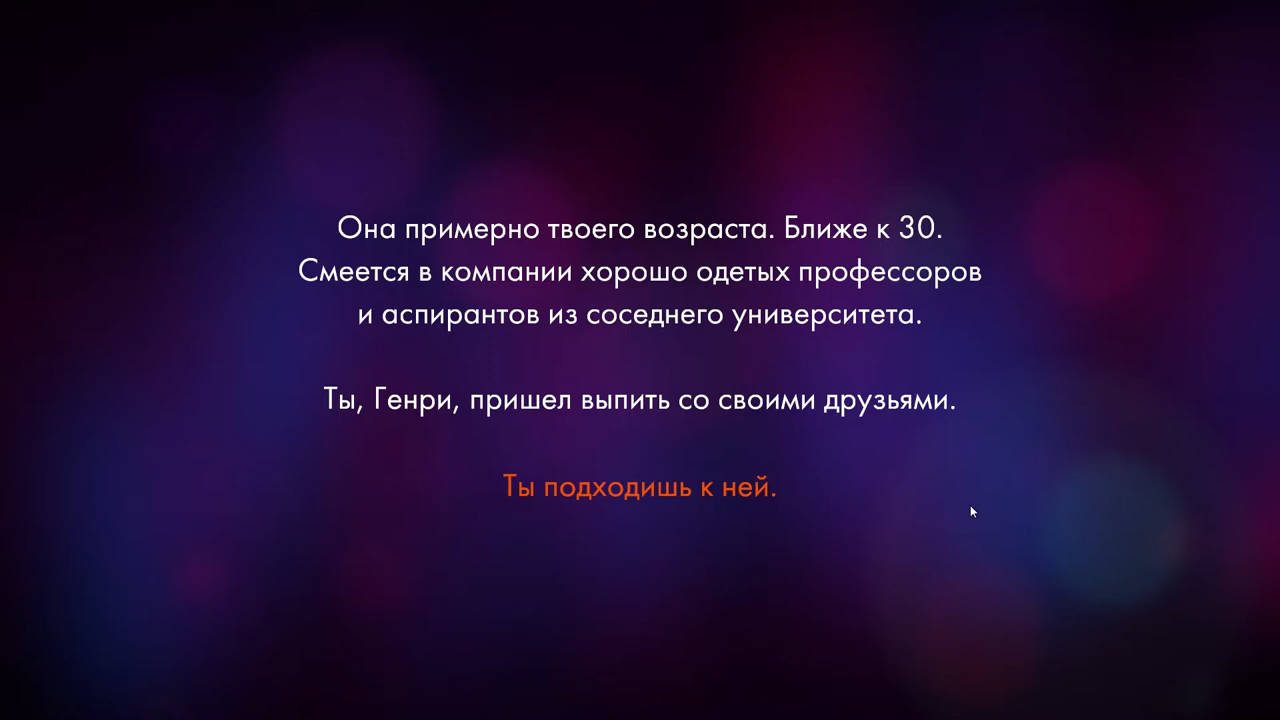 Она примерно твоего возраста. Ближе к 30.
Смеется в компании хорошо одетых профессоров
и аспирантов из соседнего университета.
Ты, Генри, пришел выпить со своими друзьями.
Ты подходишь к ней.